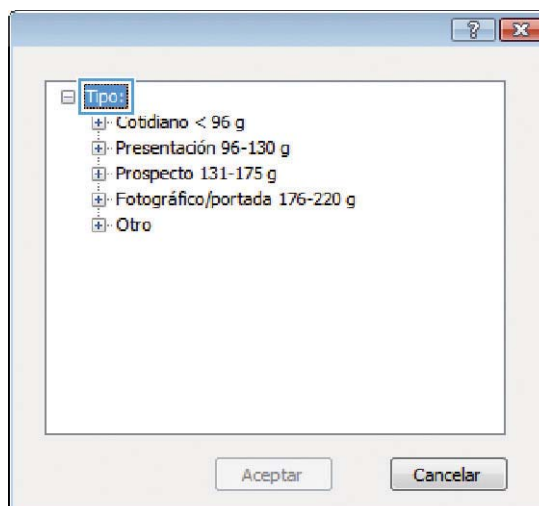 Tipo:
Cotidiano < 96 g
Presentación 96-130 g
Prospecto 131-175 g
Fotográfico/portada 176-220 g
Otro
Aceptar
Cancelar